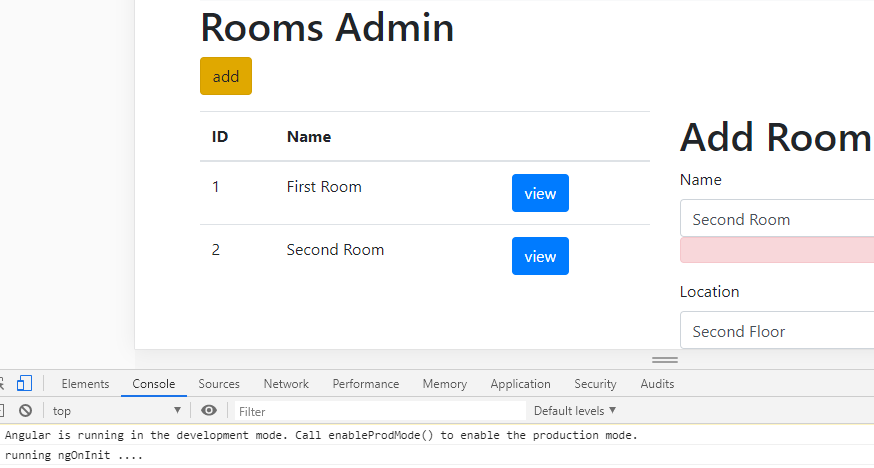 Rooms Admin
add
ID Name
Add Room
Name
1 First Room view
Second Room
2 Second Room view
Location
Second Floor
Elements Console Sources Network Performance Memory Application Security Audits
top Filter Default levels
Angular is running in the development mode. Call enableProdMode() to enable the production mode.
running ngOnInit ....